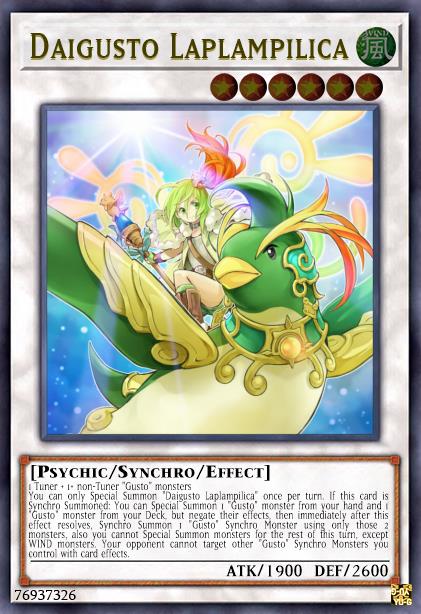 DAIGUSTO LAPLAMPILICA
WIND
風
[PSYCHIC/SYNCHRO/EFFECT]
1 Tuner + 1+ non-Tuner "Gusto" monsters
You can only Special Summon "Daigusto Laplampilica" once per turn. If this card is
Synchro Summoned: You can Special Summon 1 "Gusto" monster from your hand and 1
"Gusto" monster from your Deck, but negate their effects, then immediately after this
effect resolves, Synchro Summon 1 "Gusto" Synchro Monster using only those 2
monsters, also you cannot Special Summon monsters for the rest of this turn, except
WIND monsters. Your opponent cannot target other "Gusto" Synchro Monsters you
control with card effects.
ATK/1900 DEF/2600
76937326